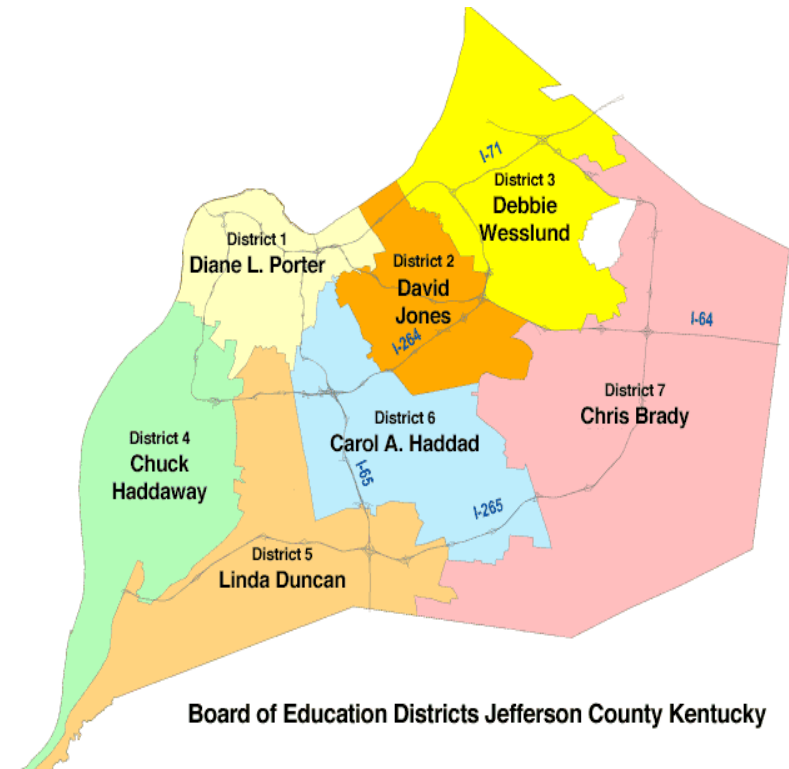 I-71
District 3
Debbie
Wesslund
District 1
Diane L. Porter
District 2
David
Jones
I-264
I-64
District 7
Chris Brady
District 6
Carol A. Haddad
I-65
District 4
Chuck
Haddaway
I-265
District 5
Linda Duncan
Board of Education Districts Jefferson County Kentucky